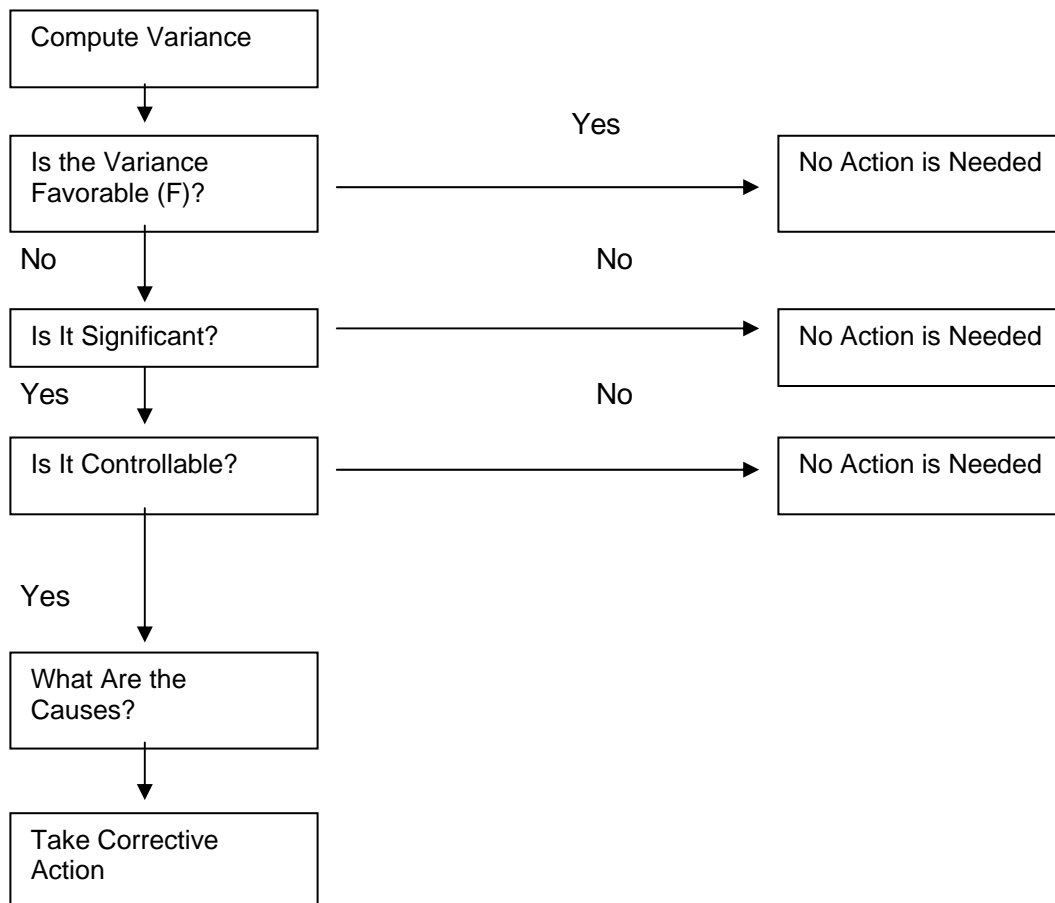 Compute Variance
Yes
Is the Variance
Favorable (F)?
No Action is Needed
No
No
Is It Significant?
No Action is Needed
Yes
No
Is It Controllable?
No Action is Needed
Yes
What Are the
Causes?
Take Corrective
Action